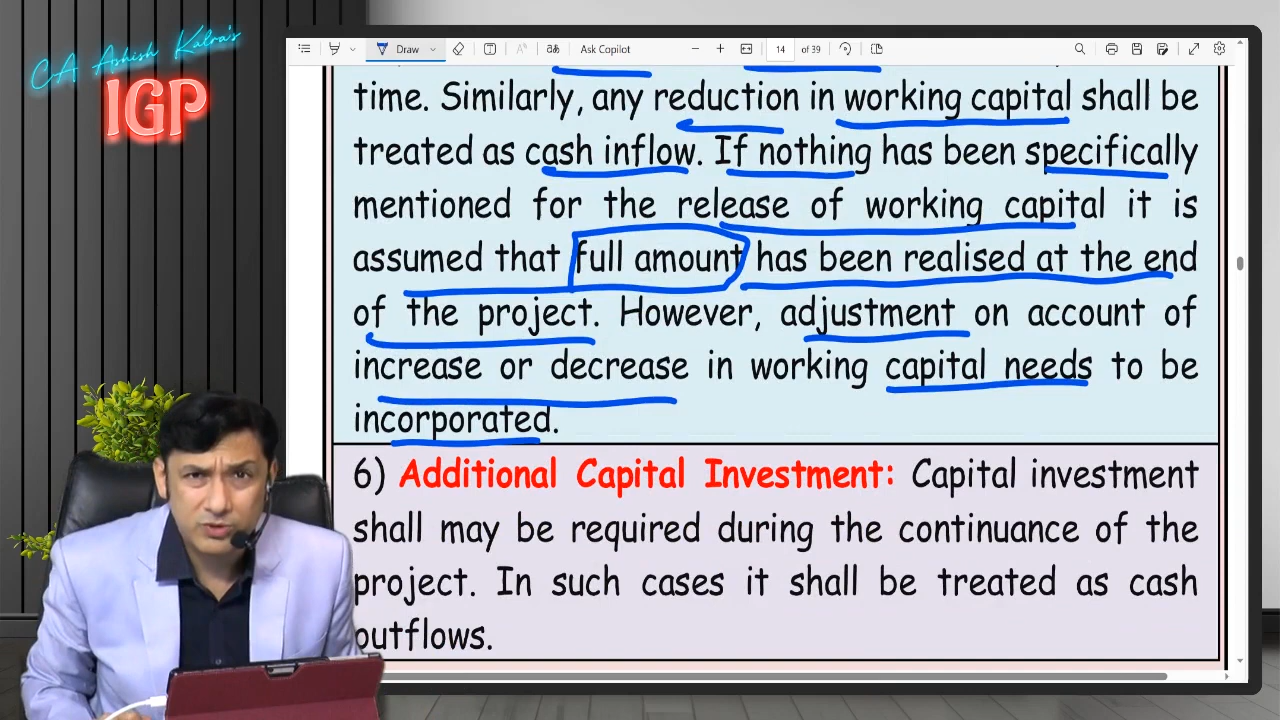 CA Ashish Kalra's
IGP
Draw
Ask Copilot
14 of 39
time. Similarly, any reduction in working capital shall be
treated as cash inflow. If nothing has been specifically
mentioned for the release of working capital it is
assumed that full amount has been realised at the end
of the project. However, adjustment on account of
increase or decrease in working capital needs to be
incorporated.
6) Additional Capital Investment: Capital investment
shall may be required during the continuance of the
project. In such cases it shall be treated as cash
outflows.